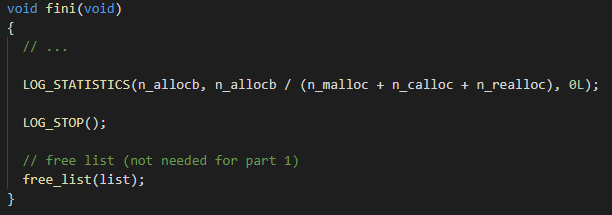 void fini(void)
{
// ...
LOG_STATISTICS(n_allocb, n_allocb / (n_malloc + n_calloc + n_realloc), 0L);
LOG_STOP();
// free list (not needed for part 1)
free_list(list);
}